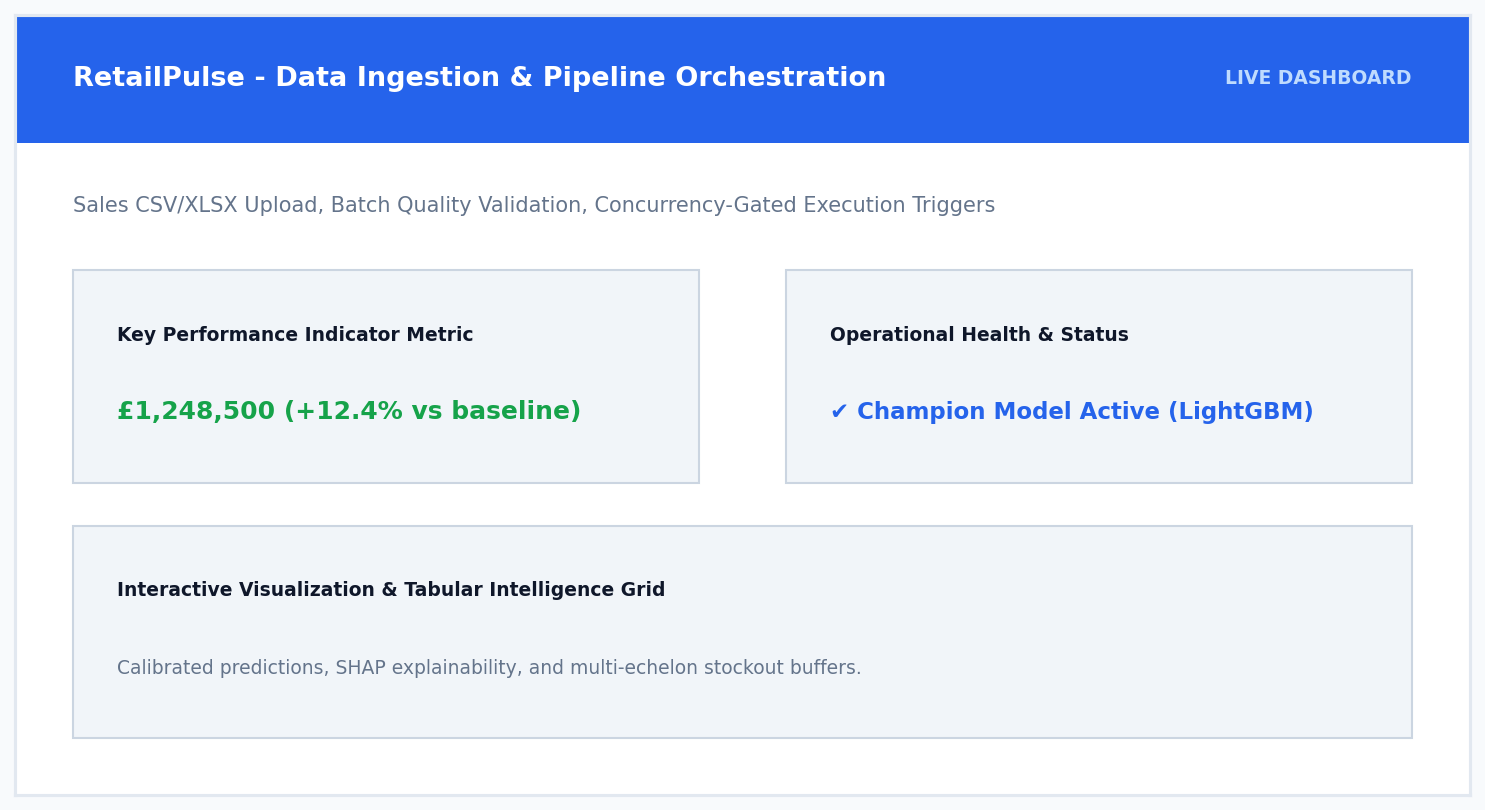 RetailPulse - Data Ingestion & Pipeline Orchestration
LIVE DASHBOARD
Sales CSV/XLSX Upload, Batch Quality Validation, Concurrency-Gated Execution Triggers
Key Performance Indicator Metric
£1,248,500 (+12.4% vs baseline)
Operational Health & Status
✔ Champion Model Active (LightGBM)
Interactive Visualization & Tabular Intelligence Grid
Calibrated predictions, SHAP explainability, and multi-echelon stockout buffers.